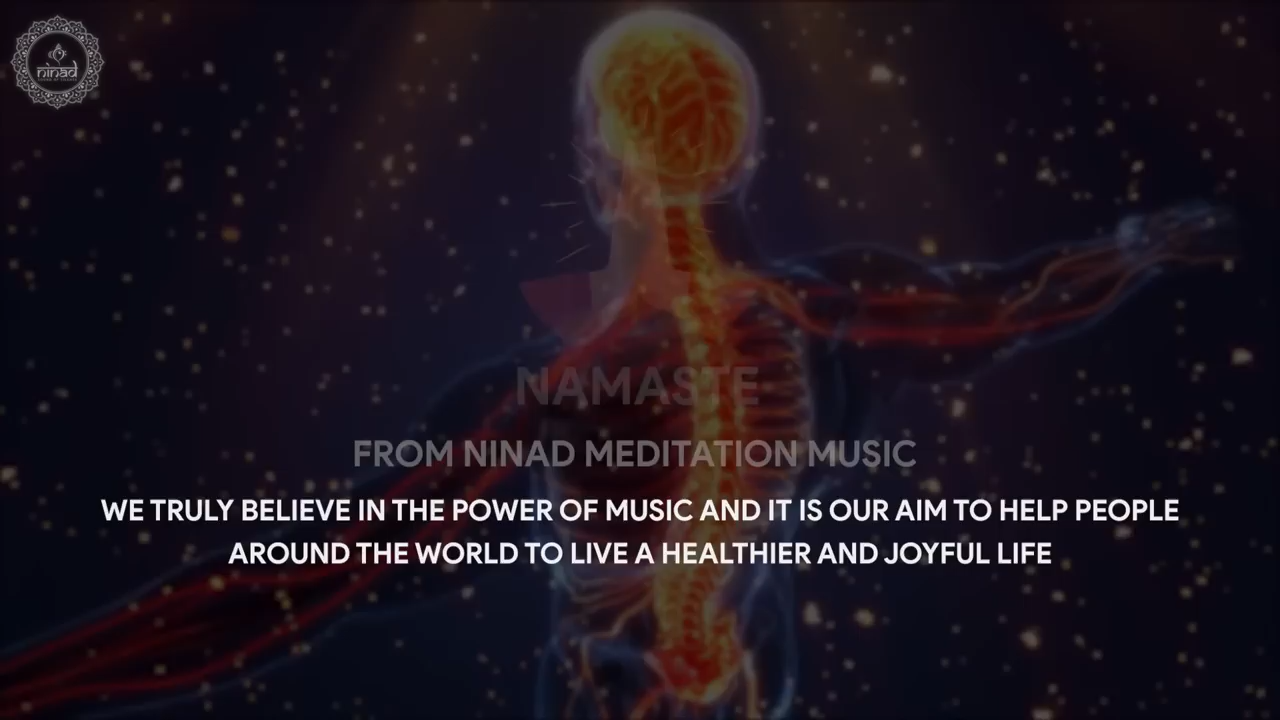 ninad
NAMASTE
FROM NINAD MEDITATION MUSIC
WE TRULY BELIEVE IN THE POWER OF MUSIC AND IT IS OUR AIM TO HELP PEOPLE
AROUND THE WORLD TO LIVE A HEALTHIER AND JOYFUL LIFE